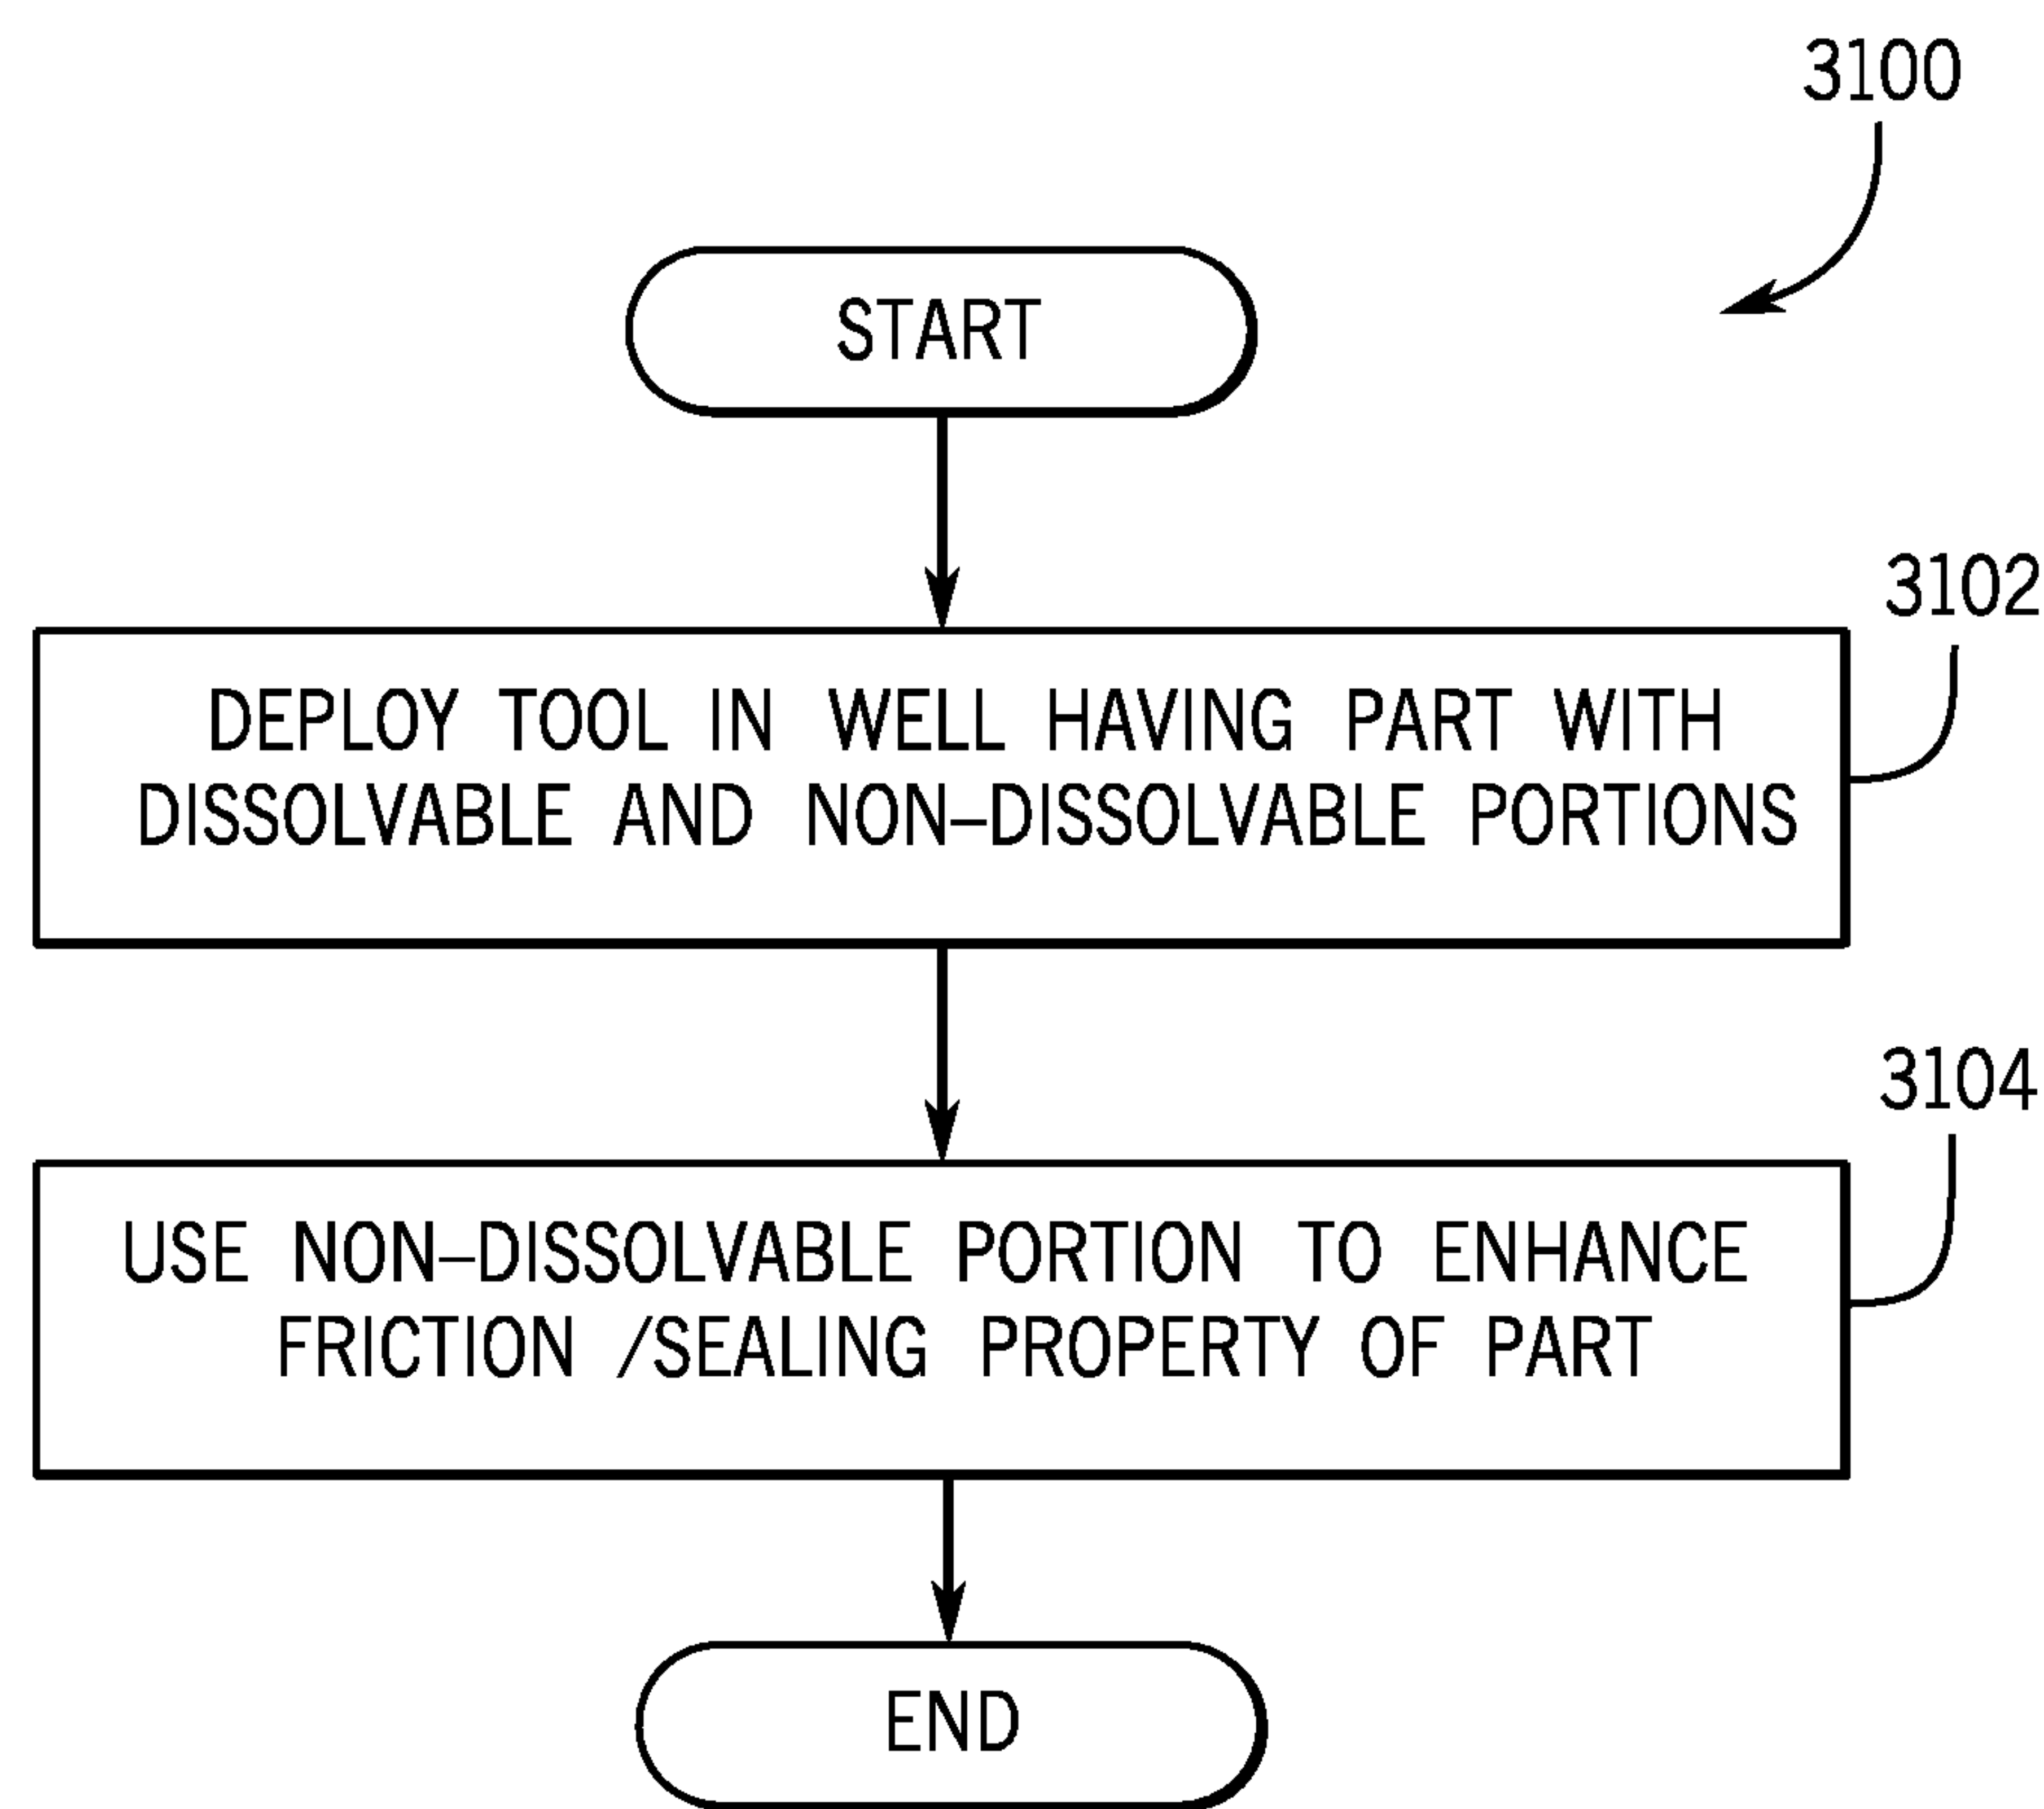 3100
START
3102
DEPLOY TOOL IN WELL HAVING PART WITH
DISSOLVABLE AND NON-DISSOLVABLE PORTIONS
3104
USE NON-DISSOLVABLE PORTION TO ENHANCE
FRICTION /SEALING PROPERTY OF PART
END